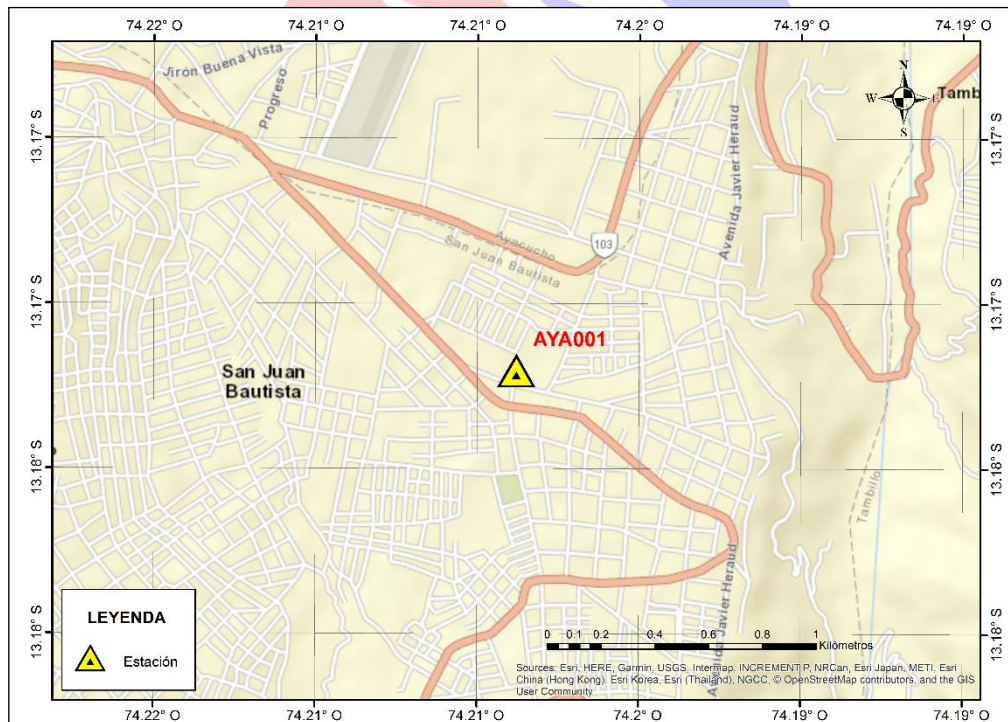 74.22° O 74.21° O 74.21° O 74.2° O 74.19° O 74.19° O
Jirón Buena Vista
Progreso
N
W E
S
Tamb
13.17° S
13.17° S
Avenida Javier Heraud
Ayacucho
San Juan Bautista
103
13.17° S
13.17° S
AYA001
San Juan
Bautista
13.18° S
13.18° S
Tambillo
Avenida Javier Heraud
13.18° S
13.18° S
LEYENDA
Estación
0 0.1 0.2 0.4 0.6 0.8 1
Kilómetros
Sources: Esri, HERE, Garmin, USGS, Intermap, INCREMENT P, NRCan, Esri Japan, METI, Esri
China (Hong Kong), Esri Korea, Esri (Thailand), NGCC, © OpenStreetMap contributors, and the GIS
User Community
74.22° O 74.21° O 74.21° O 74.2° O 74.19° O 74.19° O